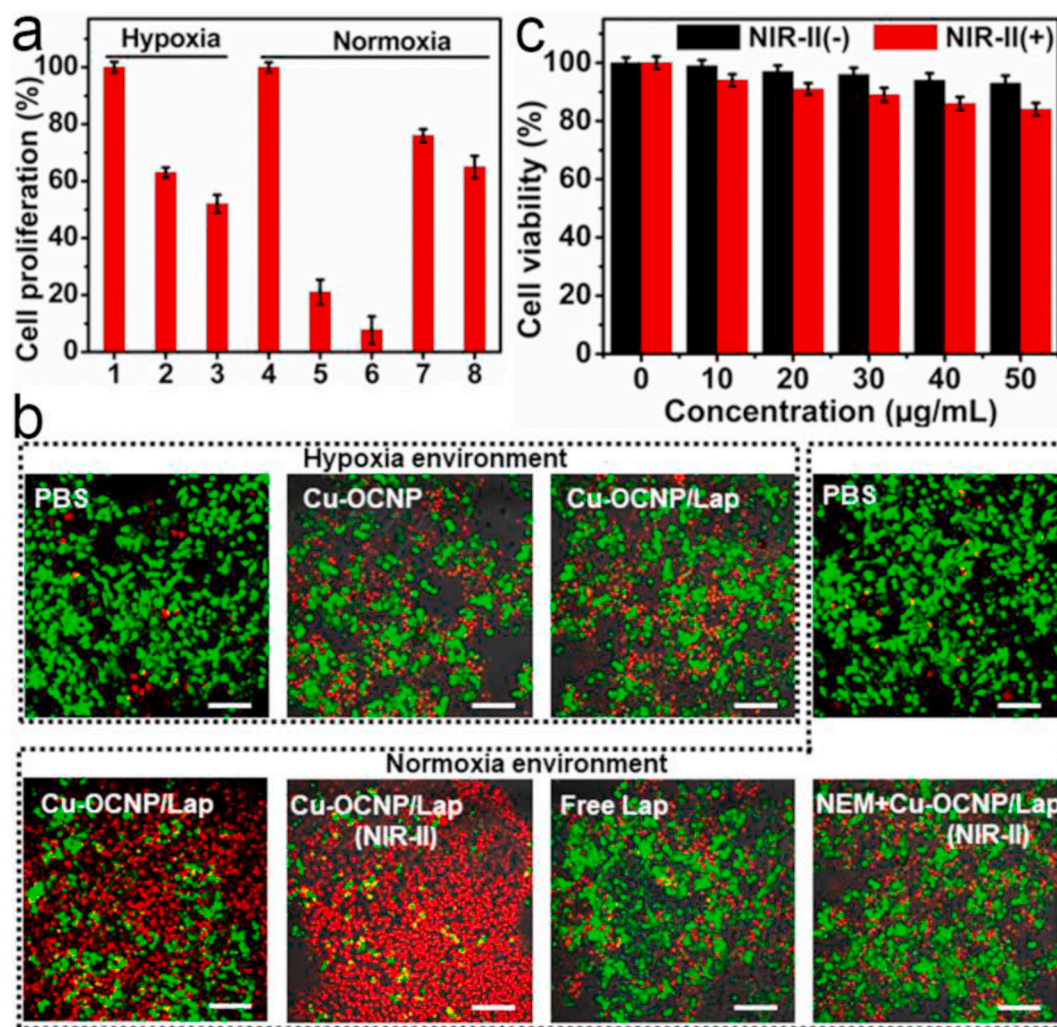 a
Hypoxia Normoxia
Cell proliferation (%)
100
80
60
40
20
0
1 2 3 4 5 6 7 8
c
NIR-II(-) NIR-II(+)
Cell viability (%)
100
80
60
40
20
0
0 10 20 30 40 50
Concentration (µg/mL)
b
Hypoxia environment
PBS Cu-OCNP Cu-OCNP/Lap PBS
Normoxia environment
Cu-OCNP/Lap Cu-OCNP/Lap Free Lap NEM+Cu-OCNP/Lap
(NIR-II) (NIR-II)